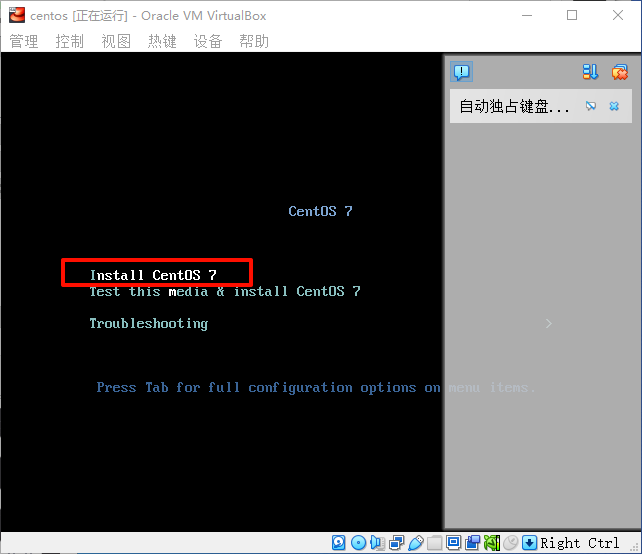 centos [正在运行] - Oracle VM VirtualBox
管理 控制 视图 热键 设备 帮助
自动独占键盘...
CentOS 7
Install CentOS 7
Test this media & install CentOS 7
Troubleshooting
Press Tab for full configuration options on menu items.
Right Ctrl